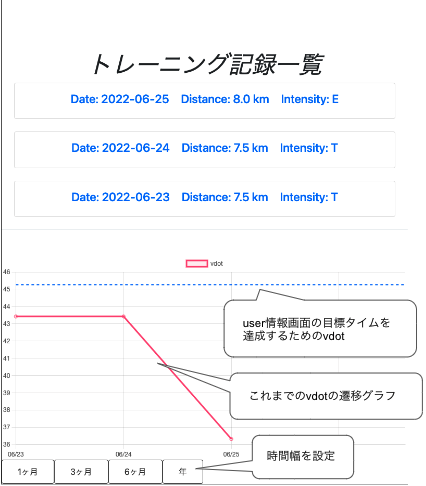 トレーニング記録一覧
Date: 2022-06-25 Distance: 8.0 km Intensity: E
Date: 2022-06-24 Distance: 7.5 km Intensity: T
Date: 2022-06-23 Distance: 7.5 km Intensity: T
vdot
46
45
44
43
42
41
40
39
38
37
36
user情報画面の目標タイムを
達成するためのvdot
これまでのvdotの遷移グラフ
06/23 06/24 06/25
時間幅を設定
1ヶ月 3ヶ月 6ヶ月 年